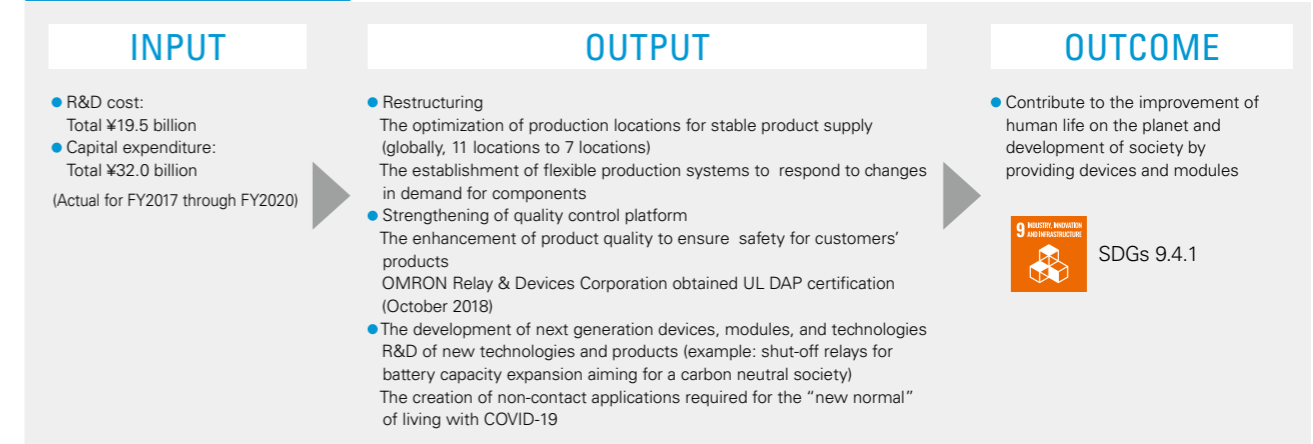 INPUT
● R&D cost:
Total ¥19.5 billion
● Capital expenditure:
Total ¥32.0 billion
(Actual for FY2017 through FY2020)
OUTPUT
● Restructuring
The optimization of production locations for stable product supply
(globally, 11 locations to 7 locations)
The establishment of flexible production systems to respond to changes
in demand for components
● Strengthening of quality control platform
The enhancement of product quality to ensure safety for customers’
products
OMRON Relay & Devices Corporation obtained UL DAP certification
(October 2018)
● The development of next generation devices, modules, and technologies
R&D of new technologies and products (example: shut-off relays for
battery capacity expansion aiming for a carbon neutral society)
The creation of non-contact applications required for the “new normal”
of living with COVID-19
OUTCOME
● Contribute to the improvement of
human life on the planet and
development of society by
providing devices and modules
9 INDUSTRY, INNOVATION
AND INFRASTRUCTURE
SDGs 9.4.1